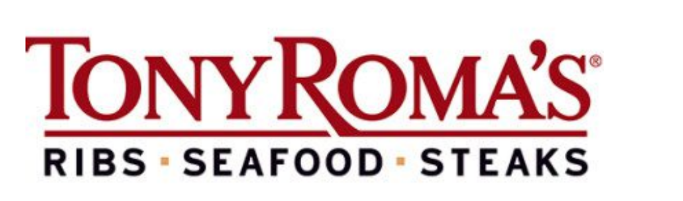 TONY ROMA'S®
RIBS ▪ SEAFOOD ▪ STEAKS